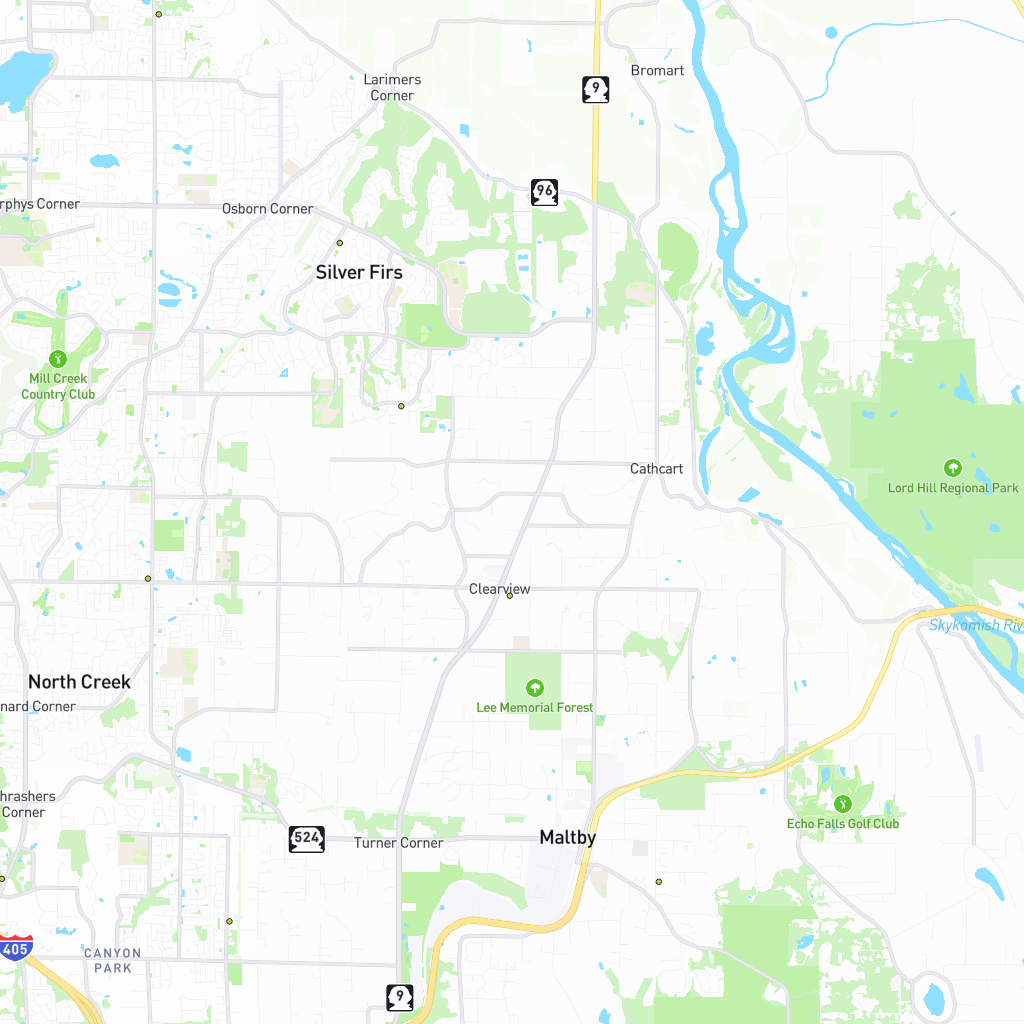 Bromart
Larimers
Corner
9
96
rphys Corner
Osborn Corner
Silver Firs
Mill Creek
Country Club
Cathcart
Lord Hill Regional Park
Clearview
Skykomish Riv
North Creek
nard Corner
Lee Memorial Forest
hrashers
Corner
Echo Falls Golf Club
524
Turner Corner
Maltby
405
CANYON
PARK
9